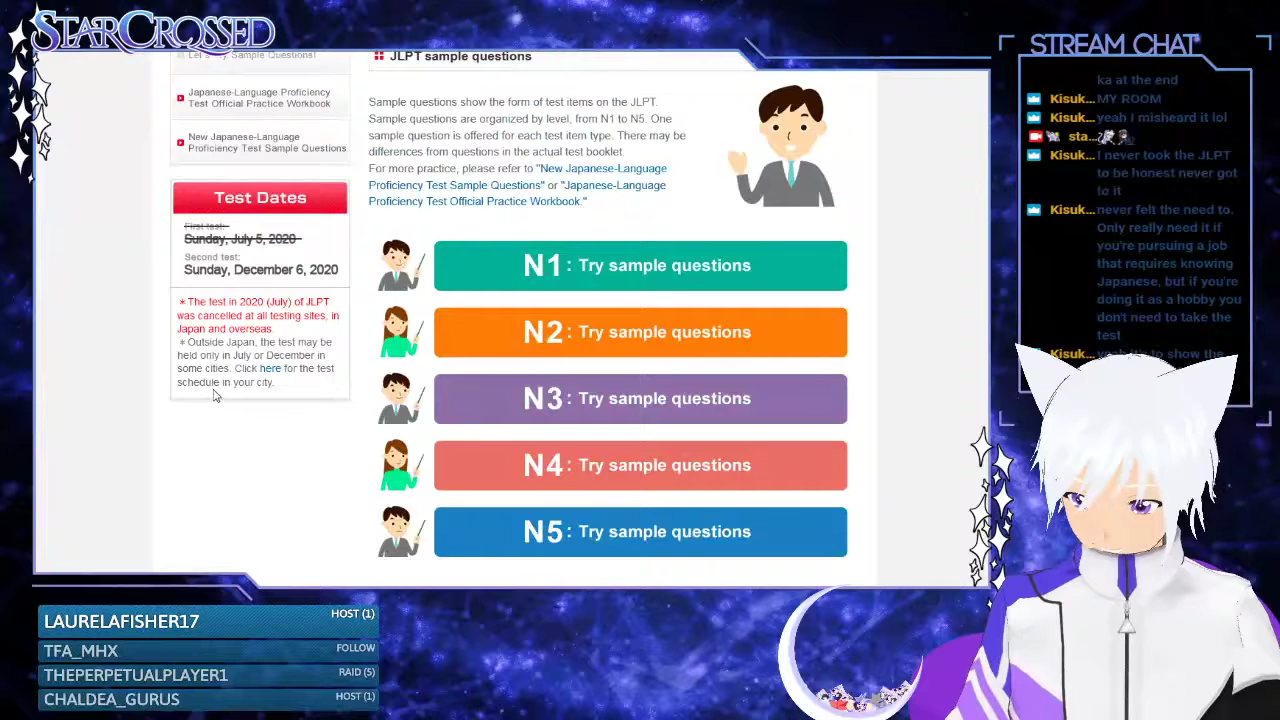 STARCROSSED
Let's Try Sample Questions!
Japanese-Language Proficiency
Test Official Practice Workbook
New Japanese-Language
Proficiency Test Sample Questions
Test Dates
First test:
Sunday, July 5, 2020
Second test:
Sunday, December 6, 2020
*The test in 2020 (July) of JLPT
was cancelled at all testing sites, in
Japan and overseas.
*Outside Japan, the test may be
held only in July or December in
some cities. Click here for the test
schedule in your city.
JLPT sample questions
Sample questions show the form of test items on the JLPT.
Sample questions are organized by level, from N1 to N5. One
sample question is offered for each test item type. There may be
differences from questions in the actual test booklet.
For more practice, please refer to "New Japanese-Language
Proficiency Test Sample Questions" or "Japanese-Language
Proficiency Test Official Practice Workbook."
N1: Try sample questions
N2: Try sample questions
N3: Try sample questions
N4: Try sample questions
N5: Try sample questions
STREAM CHAT
ka at the end
Kisuk... MY ROOM
Kisuk... yeah I misheard it lol
sta...
Kisuk... I never took the JLPT
to be honest never got
to it
Kisuk... never felt the need to.
Only really need it if
you're pursuing a job
that requires knowing
Japanese, but if you're
doing it as a hobby you
don't need to take the
test
Kisuk... yeah it's to show the
LAURELAFISHER17 HOST (1)
TFA_MHX FOLLOW
THEPERPETUALPLAYER1 RAID (5)
CHALDEA_GURUS HOST (1)